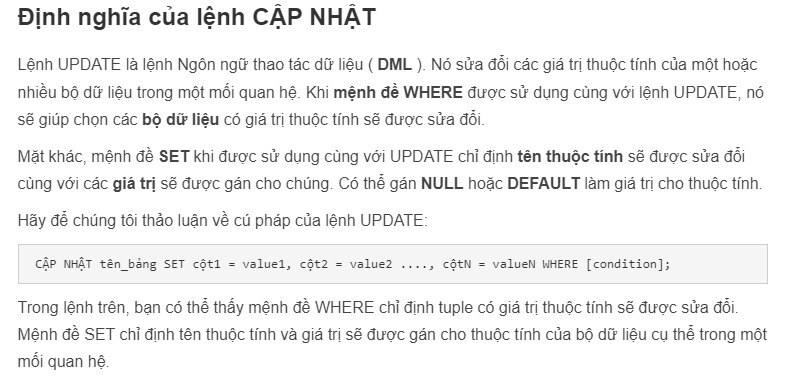 Định nghĩa của lệnh CẬP NHẬT
Lệnh UPDATE là lệnh Ngôn ngữ thao tác dữ liệu ( DML ). Nó sửa đổi các giá trị thuộc tính của một hoặc
nhiều bộ dữ liệu trong một mối quan hệ. Khi mệnh đề WHERE được sử dụng cùng với lệnh UPDATE, nó
sẽ giúp chọn các bộ dữ liệu có giá trị thuộc tính sẽ được sửa đổi.
Mặt khác, mệnh đề SET khi được sử dụng cùng với UPDATE chỉ định tên thuộc tính sẽ được sửa đổi
cùng với các giá trị sẽ được gán cho chúng. Có thể gán NULL hoặc DEFAULT làm giá trị cho thuộc tính.
Hãy để chúng tôi thảo luận về cú pháp của lệnh UPDATE:
CẬP NHẬT tên_bảng SET cột1 = value1, cột2 = value2 ...., cộtN = valueN WHERE [condition];
Trong lệnh trên, bạn có thể thấy mệnh đề WHERE chỉ định tuple có giá trị thuộc tính sẽ được sửa đổi.
Mệnh đề SET chỉ định tên thuộc tính và giá trị sẽ được gán cho thuộc tính của bộ dữ liệu cụ thể trong một
mối quan hệ.